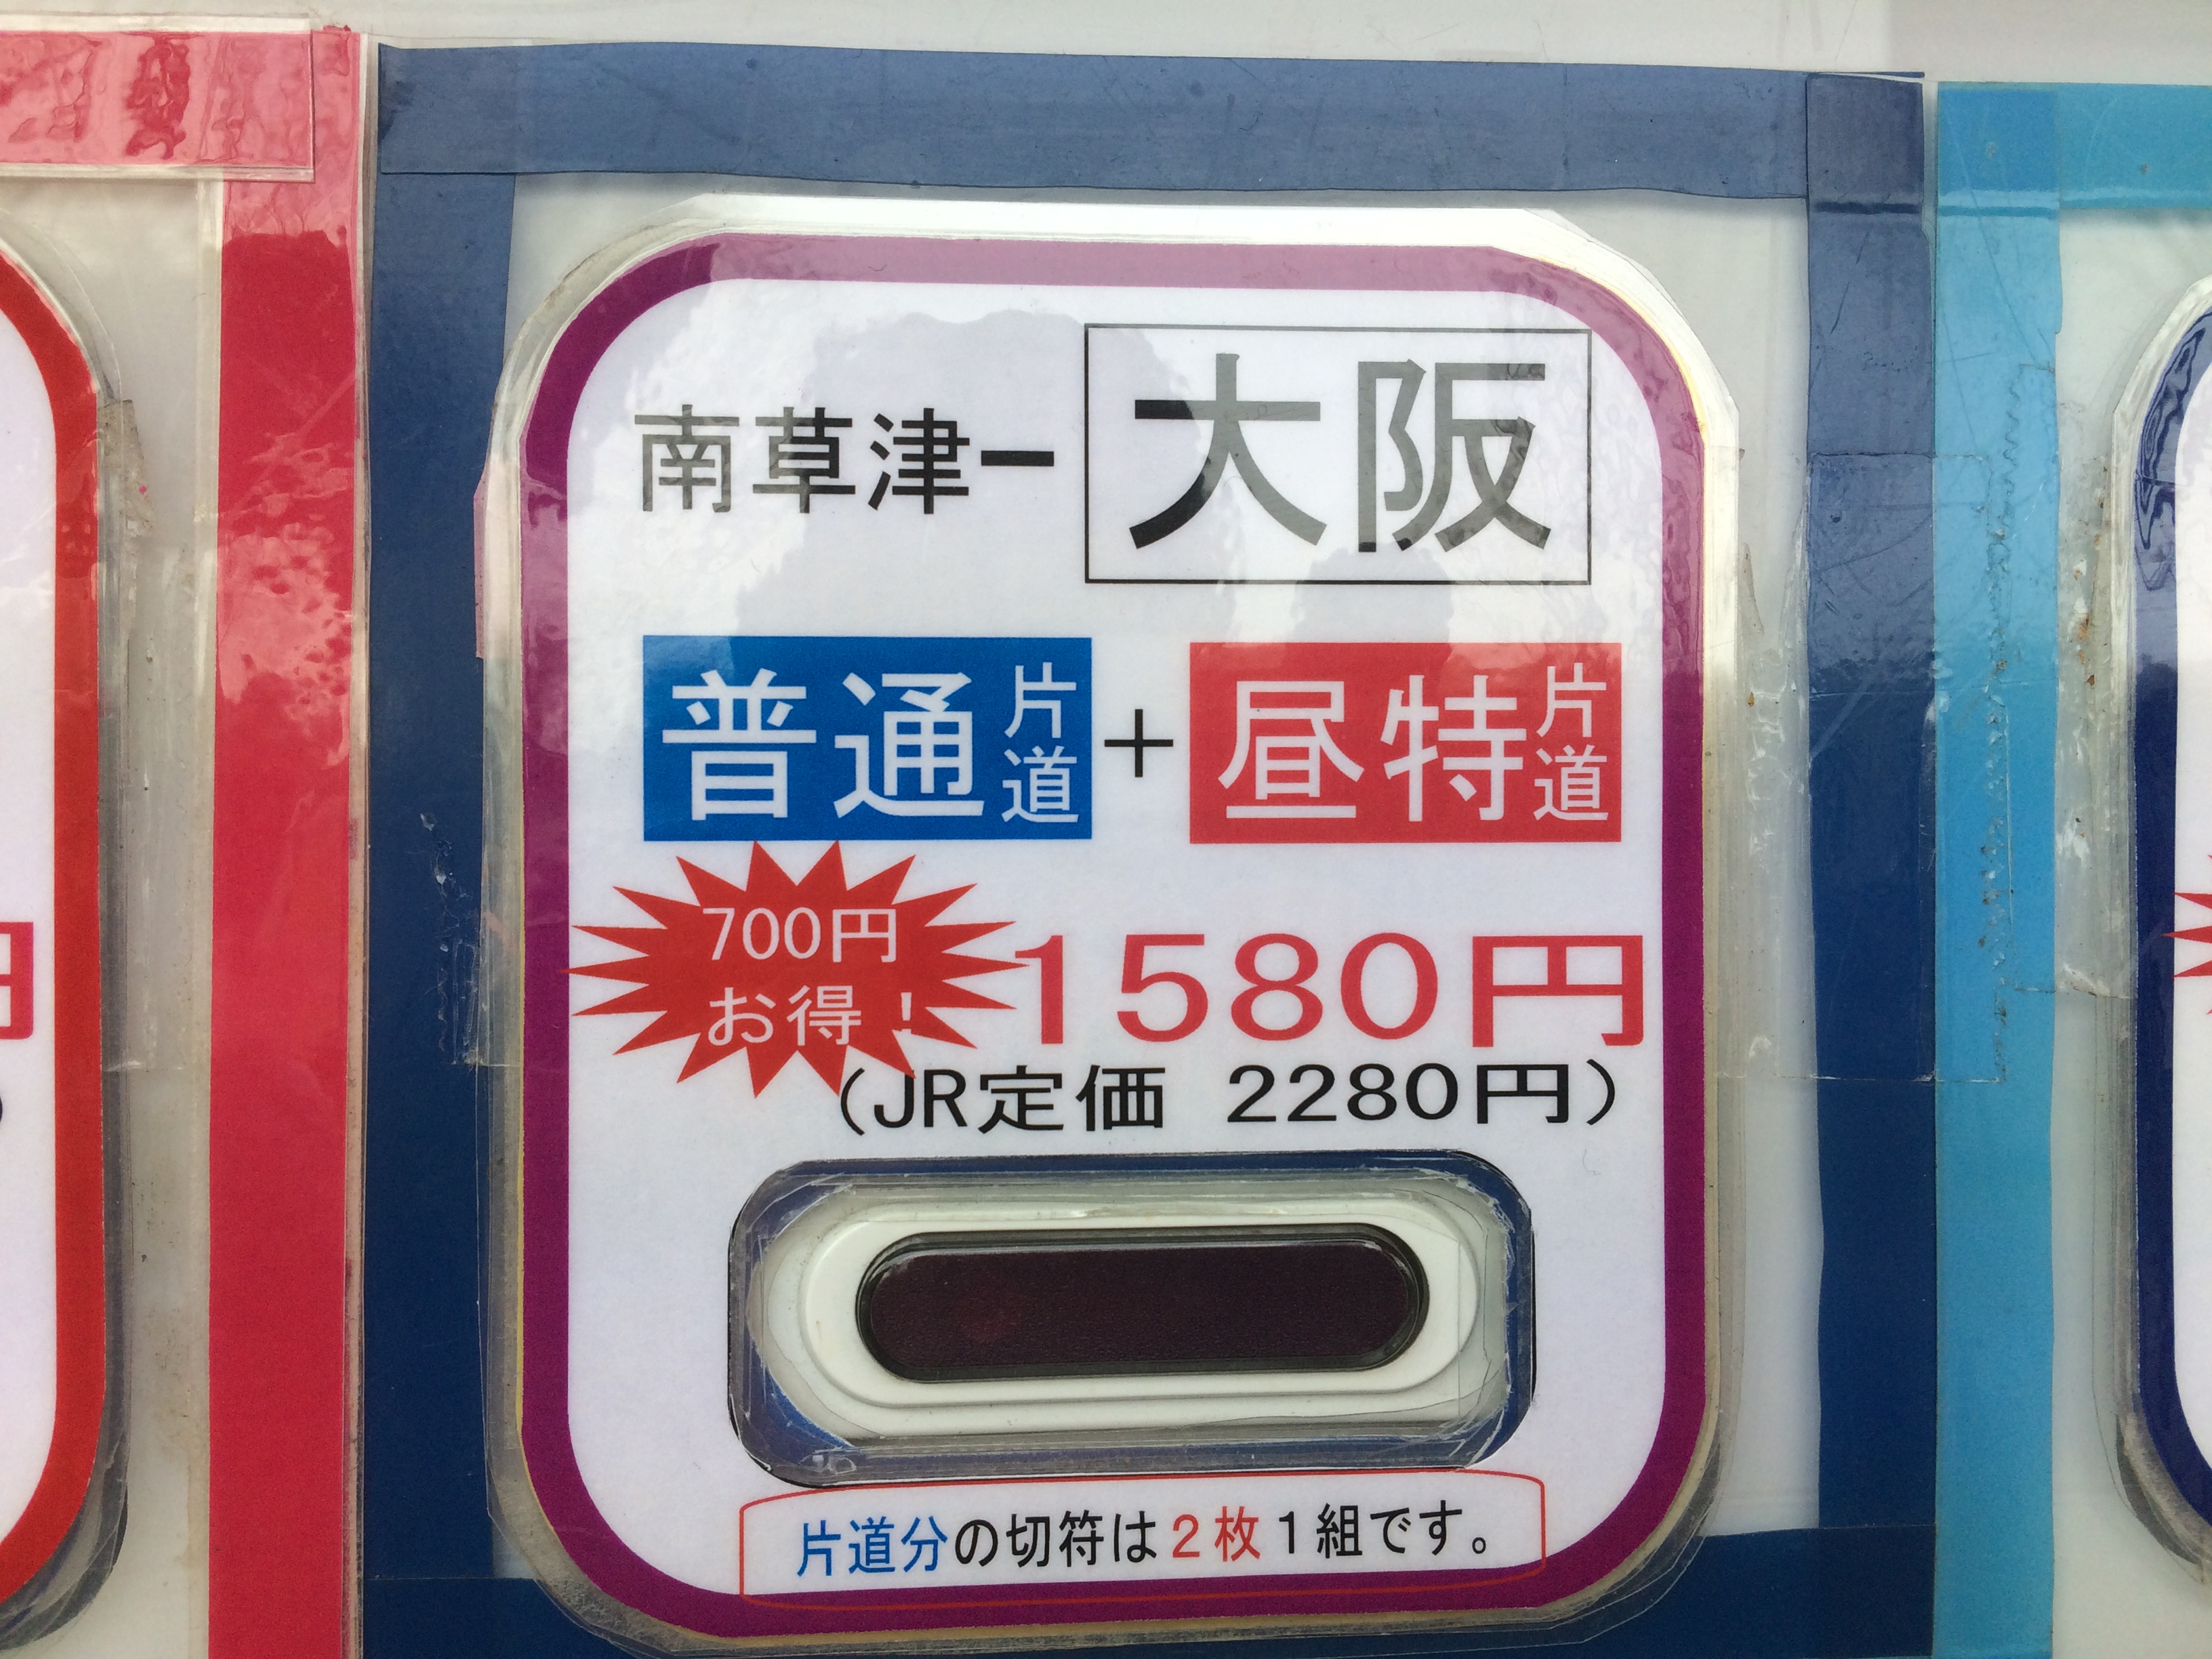 南草津ー大阪
普通片道+昼特片道
700円
お得！
1580円
（JR定価 2280円）
片道分の切符は２枚１組です。
円